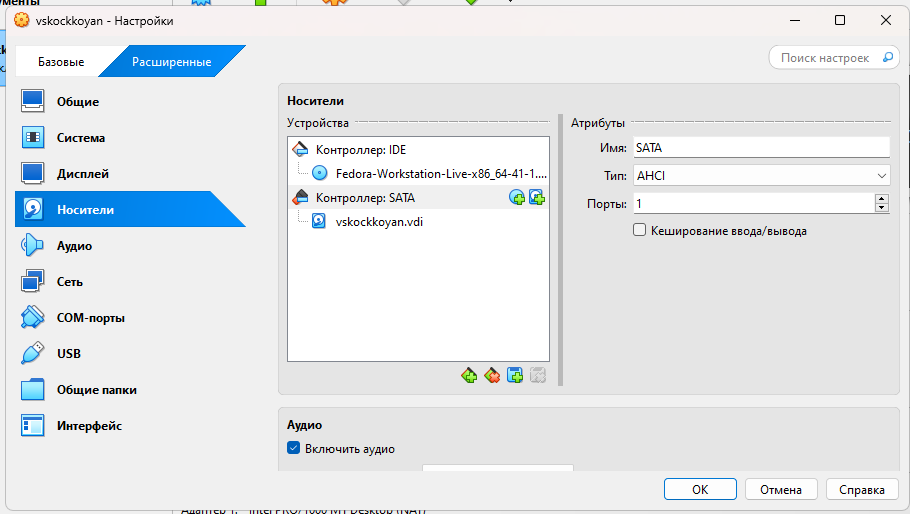 vskockkoyan - Настройки
Базовые
Расширенные
Поиск настроек
Общие
Система
Дисплей
Носители
Аудио
Сеть
COM-порты
USB
Общие папки
Интерфейс
Носители
Устройства
Контроллер: IDE
Fedora-Workstation-Live-x86_64-41-1....
Контроллер: SATA
vskockkoyan.vdi
Атрибуты
Имя: SATA
Тип: AHCI
Порты: 1
Кеширование ввода/вывода
Аудио
Включить аудио
OK
Отмена
Справка